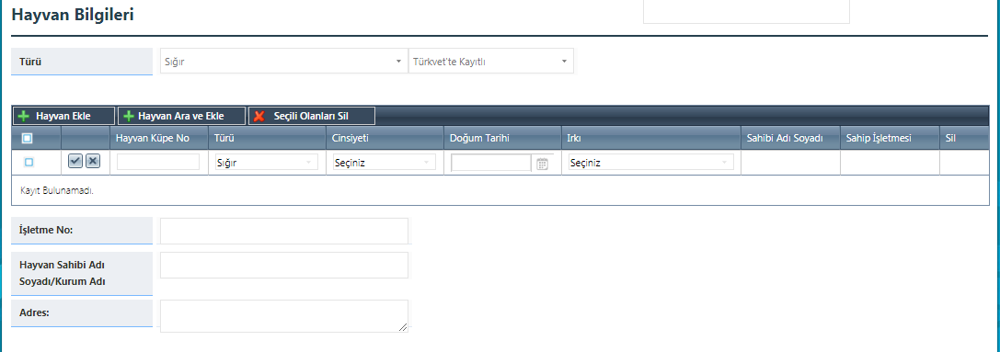 Hayvan Bilgileri
Türü Sığır Türkvet'te Kayıtlı
Hayvan Ekle Hayvan Ara ve Ekle Seçili Olanları Sil
Hayvan Küpe No Türü Cinsiyeti Doğum Tarihi Irkı Sahibi Adı Soyadı Sahip İşletmesi Sil
Sığır Seçiniz Seçiniz
Kayıt Bulunamadı.
İşletme No:
Hayvan Sahibi Adı
Soyadı/Kurum Adı
Adres: